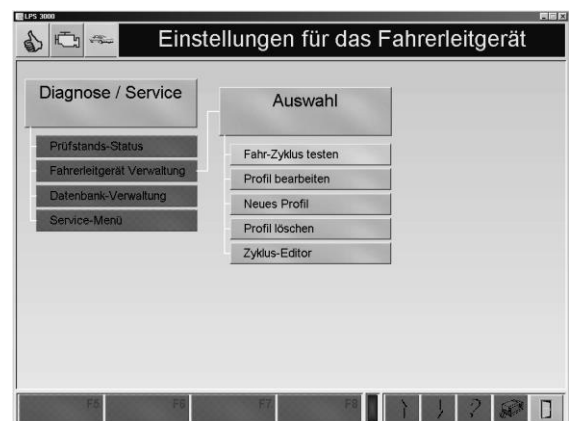 LPS 3000
Einstellungen für das Fahrerleitgerät
Diagnose / Service
Prüfstands-Status
Fahrerleitgerät Verwaltung
Datenbank-Verwaltung
Service-Menü
Auswahl
Fahr-Zyklus testen
Profil bearbeiten
Neues Profil
Profil löschen
Zyklus-Editor
F5 F6 F7 F8